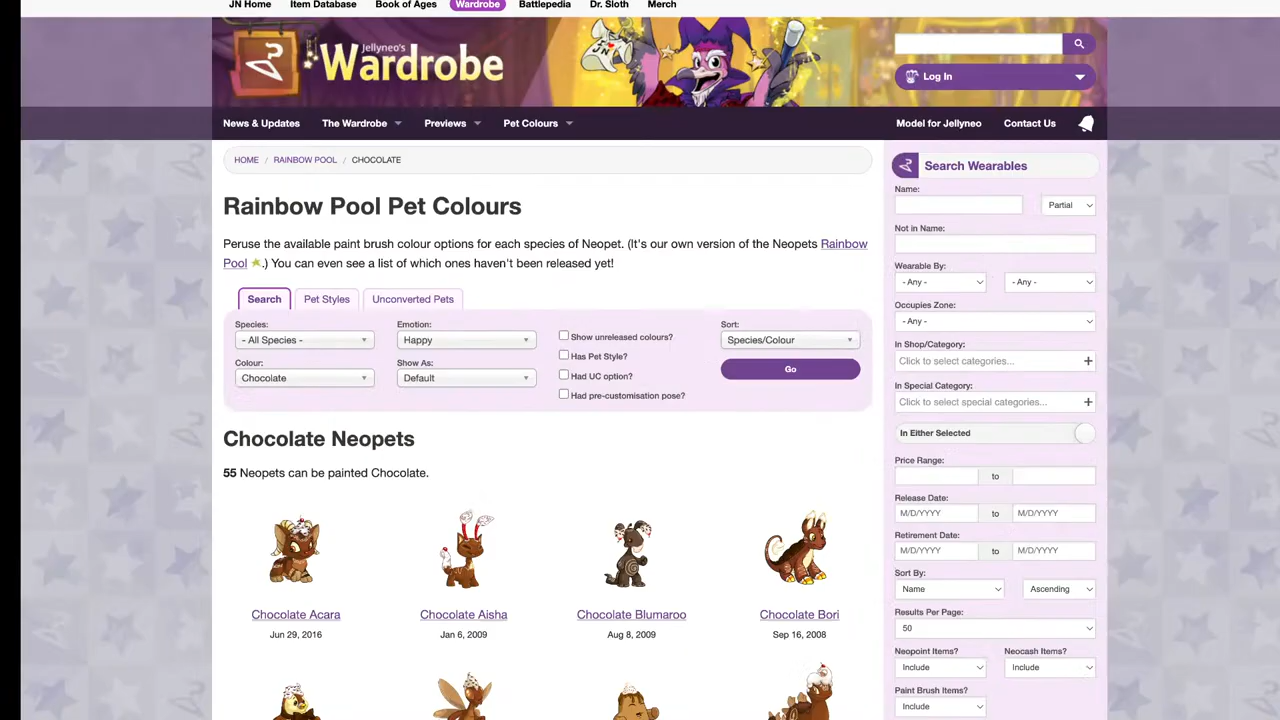 JN Home Item Database Book of Ages Wardrobe Battlepedia Dr. Sloth Merch
Jellyneo's
Wardrobe
JN
Log In
News & Updates The Wardrobe Previews Pet Colours Model for Jellyneo Contact Us
HOME / RAINBOW POOL / CHOCOLATE
Rainbow Pool Pet Colours
Peruse the available paint brush colour options for each species of Neopet. (It's our own version of the Neopets Rainbow
Pool .) You can even see a list of which ones haven't been released yet!
Search Pet Styles Unconverted Pets
Species: Emotion: Sort:
- All Species - Happy Show unreleased colours? Species/Colour
Has Pet Style?
Colour: Show As: Go
Chocolate Default Had UC option?
Had pre-customisation pose?
Chocolate Neopets
55 Neopets can be painted Chocolate.
Chocolate Acara Chocolate Aisha Chocolate Blumaroo Chocolate Bori
Jun 29, 2016 Jan 6, 2009 Aug 8, 2009 Sep 16, 2008
Search Wearables
Name:
Partial
Not in Name:
Wearable By:
- Any - - Any -
Occupies Zone:
- Any -
In Shop/Category:
Click to select categories... +
In Special Category:
Click to select special categories... +
In Either Selected
Price Range:
to
Release Date:
M/D/YYYY to M/D/YYYY
Retirement Date:
M/D/YYYY to M/D/YYYY
Sort By:
Name Ascending
Results Per Page:
50
Neopoint Items? Neocash Items?
Include Include
Paint Brush Items?
Include